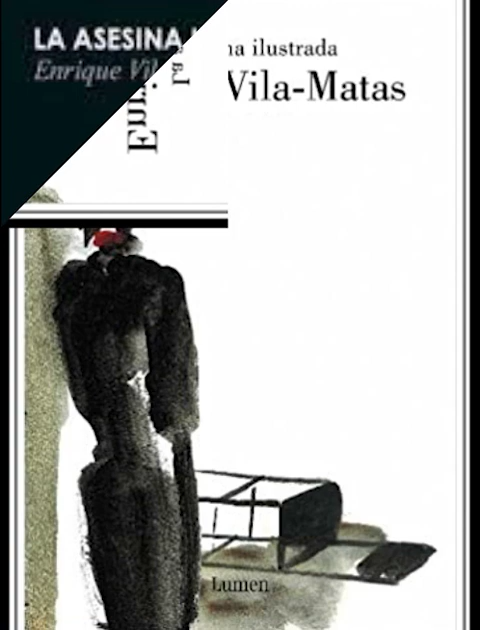 LA ASESINA
Enrique Vil
na ilustrada
Vila-Matas
Lumen